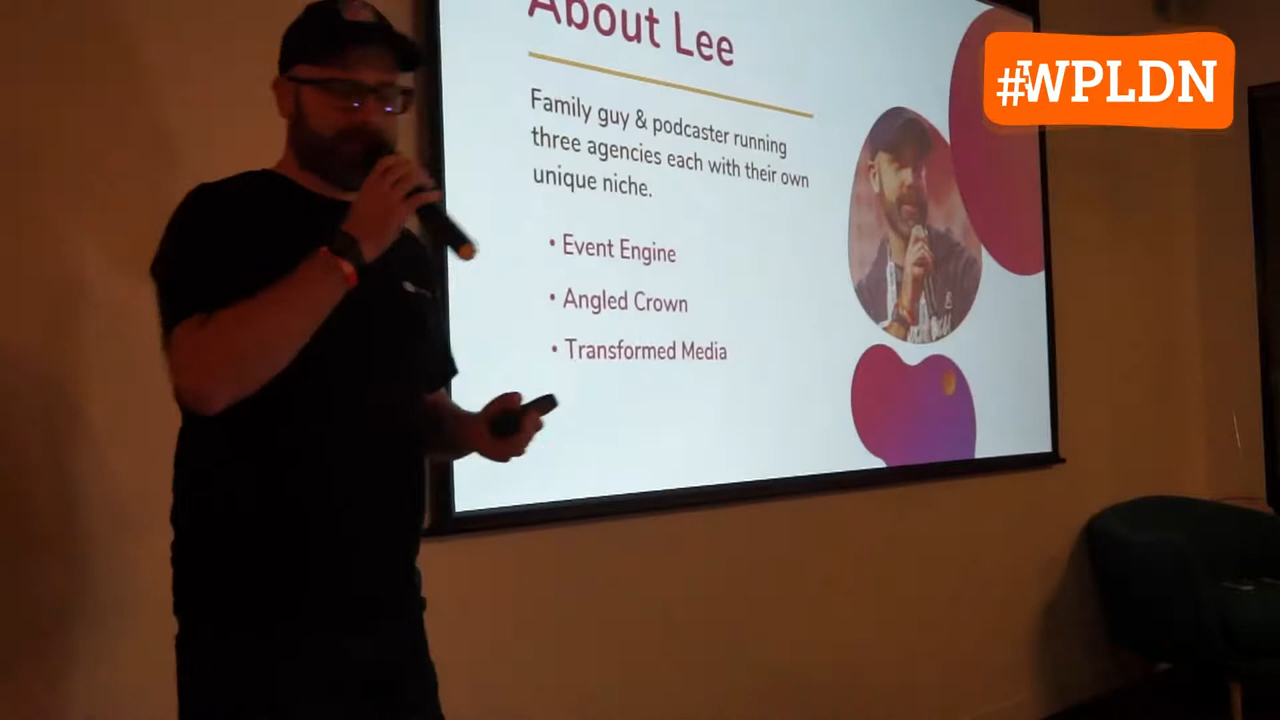 About Lee
#WPLDN
Family guy & podcaster running
three agencies each with their own
unique niche.
• Event Engine
• Angled Crown
• Transformed Media